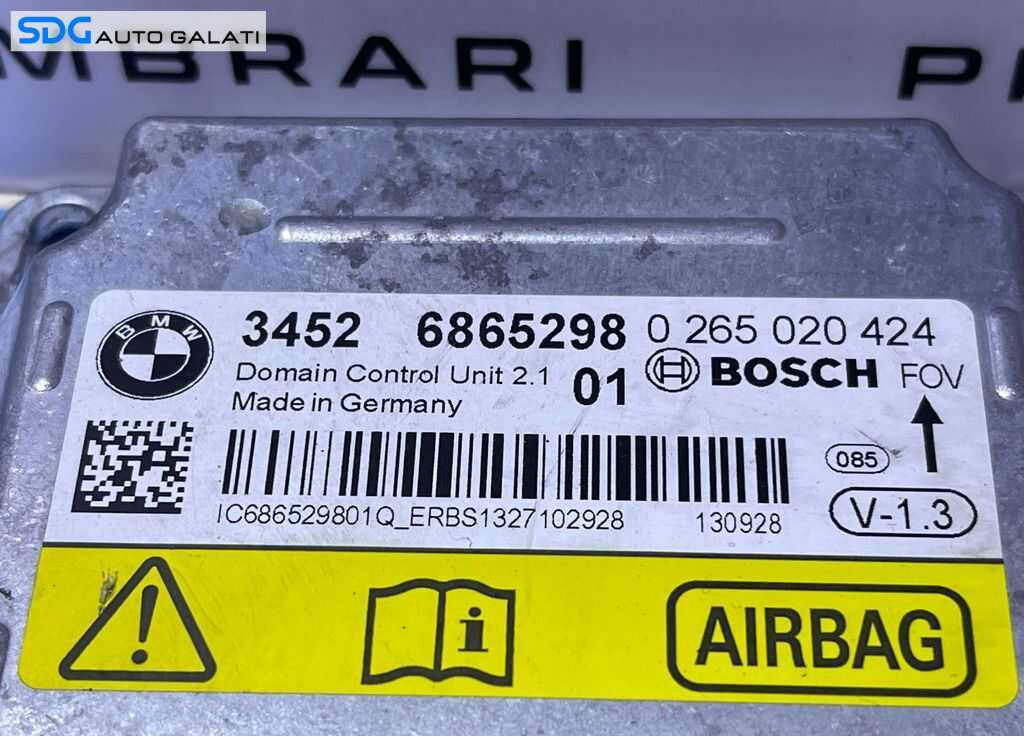 SDG AUTO GALATI
MBRARI
BMW
3452 6865298 0 265 020 424
Domain Control Unit 2.1 01 BOSCH FOV
Made in Germany
085
IC686529801Q_ERBS1327102928 130928
V-1.3
! i AIRBAG